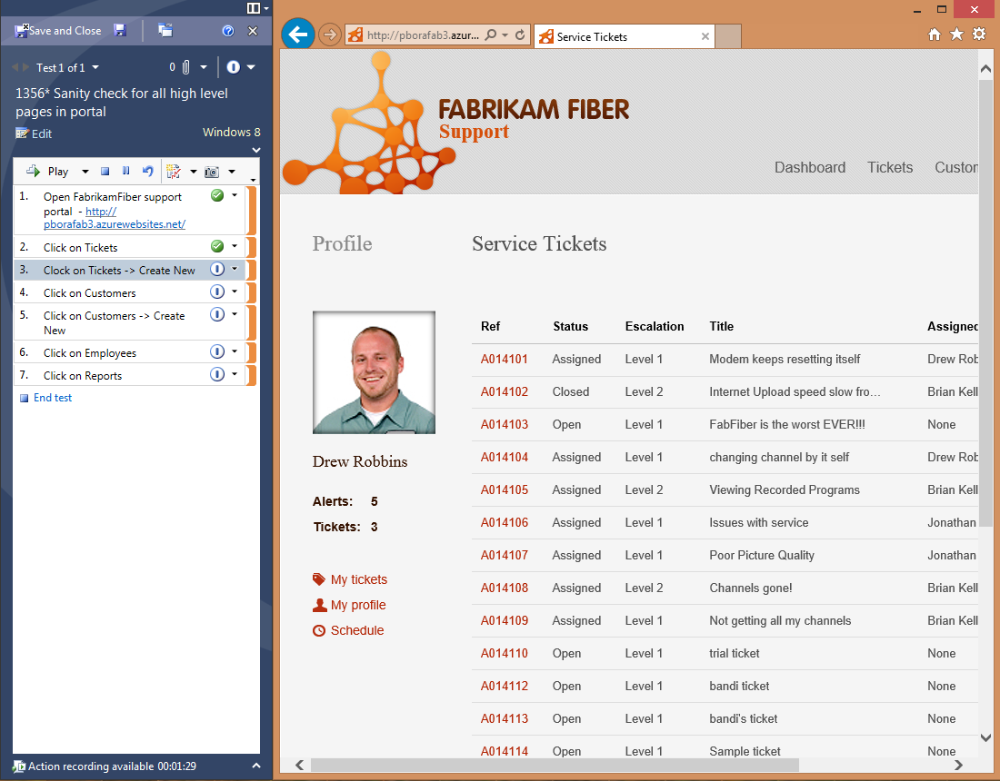 Save and Close
Test 1 of 1
0
1356* Sanity check for all high level
pages in portal
Edit
Windows 8
Play
1. Open FabrikamFiber support
portal - http://
pborafab3.azurewebsites.net/
2. Click on Tickets
3. Clock on Tickets -> Create New
4. Click on Customers
5. Click on Customers -> Create
New
6. Click on Employees
7. Click on Reports
End test
Action recording available 00:01:29
http://pborafab3.azur...
Service Tickets
FABRIKAM FIBER
Support
Dashboard Tickets Custor
Profile
Drew Robbins
Alerts: 5
Tickets: 3
My tickets
My profile
Schedule
Service Tickets
Ref Status Escalation Title Assigned
A014101 Assigned Level 1 Modem keeps resetting itself Drew Rob
A014102 Closed Level 2 Internet Upload speed slow fro... Brian Kell
A014103 Open Level 1 FabFiber is the worst EVER!!! None
A014104 Assigned Level 1 changing channel by it self Drew Rob
A014105 Assigned Level 2 Viewing Recorded Programs Brian Kell
A014106 Assigned Level 1 Issues with service Jonathan
A014107 Assigned Level 1 Poor Picture Quality Jonathan
A014108 Assigned Level 2 Channels gone! Brian Kell
A014109 Assigned Level 1 Not getting all my channels Brian Kell
A014110 Open Level 1 trial ticket None
A014112 Open Level 1 bandi ticket None
A014113 Open Level 1 bandi's ticket None
A014114 Open Level 1 Sample ticket None